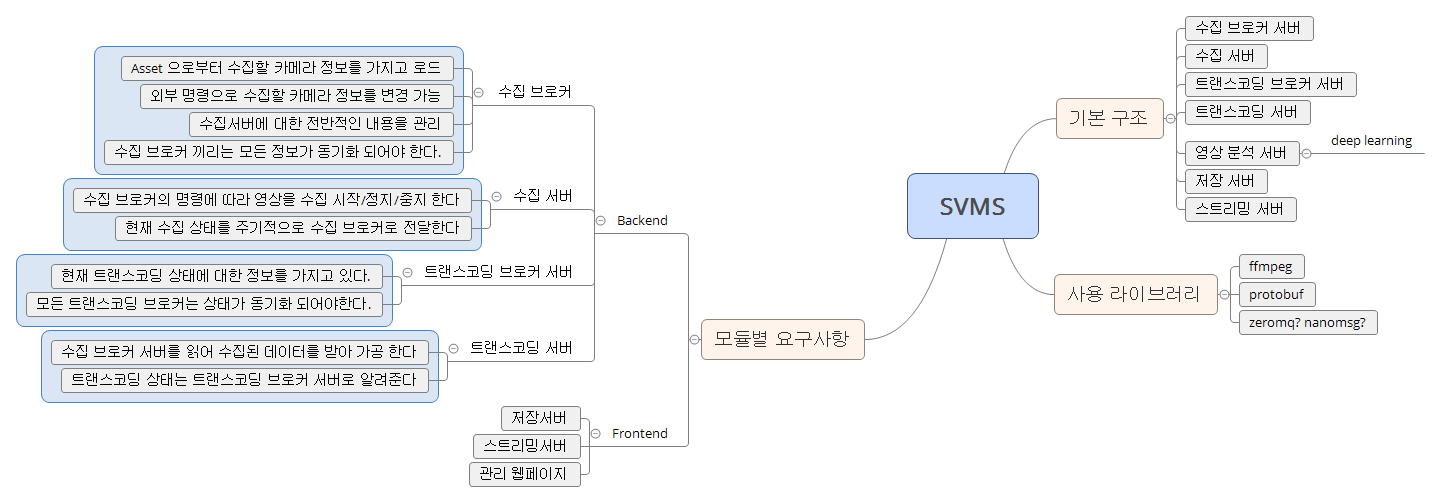 SVMS
기본 구조
수집 브로커 서버
수집 서버
트랜스코딩 브로커 서버
트랜스코딩 서버
영상 분석 서버
deep learning
저장 서버
스트리밍 서버
사용 라이브러리
ffmpeg
protobuf
zeromq? nanomsg?
모듈별 요구사항
Backend
수집 브로커
Asset 으로부터 수집할 카메라 정보를 가지고 로드
외부 명령으로 수집할 카메라 정보를 변경 가능
수집서버에 대한 전반적인 내용을 관리
수집 브로커 끼리는 모든 정보가 동기화 되어야 한다.
수집 서버
수집 브로커의 명령에 따라 영상을 수집 시작/정지/중지 한다
현재 수집 상태를 주기적으로 수집 브로커로 전달한다
트랜스코딩 브로커 서버
현재 트랜스코딩 상태에 대한 정보를 가지고 있다.
모든 트랜스코딩 브로커는 상태가 동기화 되어야한다.
트랜스코딩 서버
수집 브로커 서버를 읽어 수집된 데이터를 받아 가공 한다
트랜스코딩 상태는 트랜스코딩 브로커 서버로 알려준다
Frontend
저장서버
스트리밍서버
관리 웹페이지